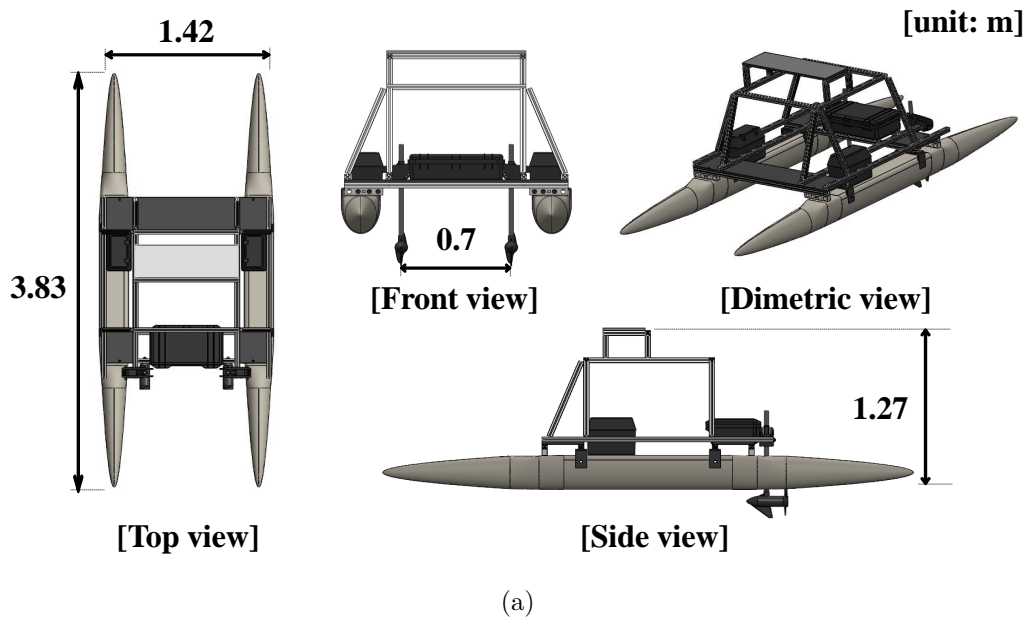 1.42
[unit: m]
3.83
0.7
[Front view]
[Dimetric view]
1.27
[Top view]
[Side view]
(a)